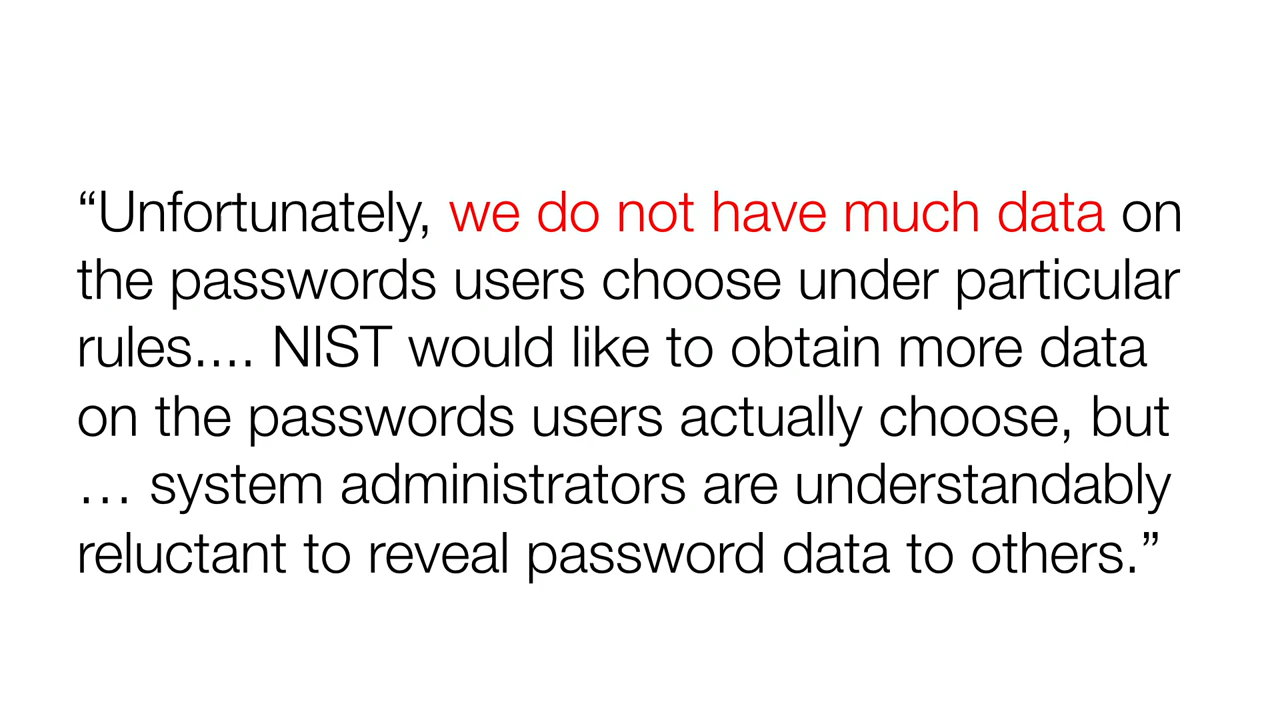 “Unfortunately, we do not have much data on
the passwords users choose under particular
rules.... NIST would like to obtain more data
on the passwords users actually choose, but
… system administrators are understandably
reluctant to reveal password data to others.”